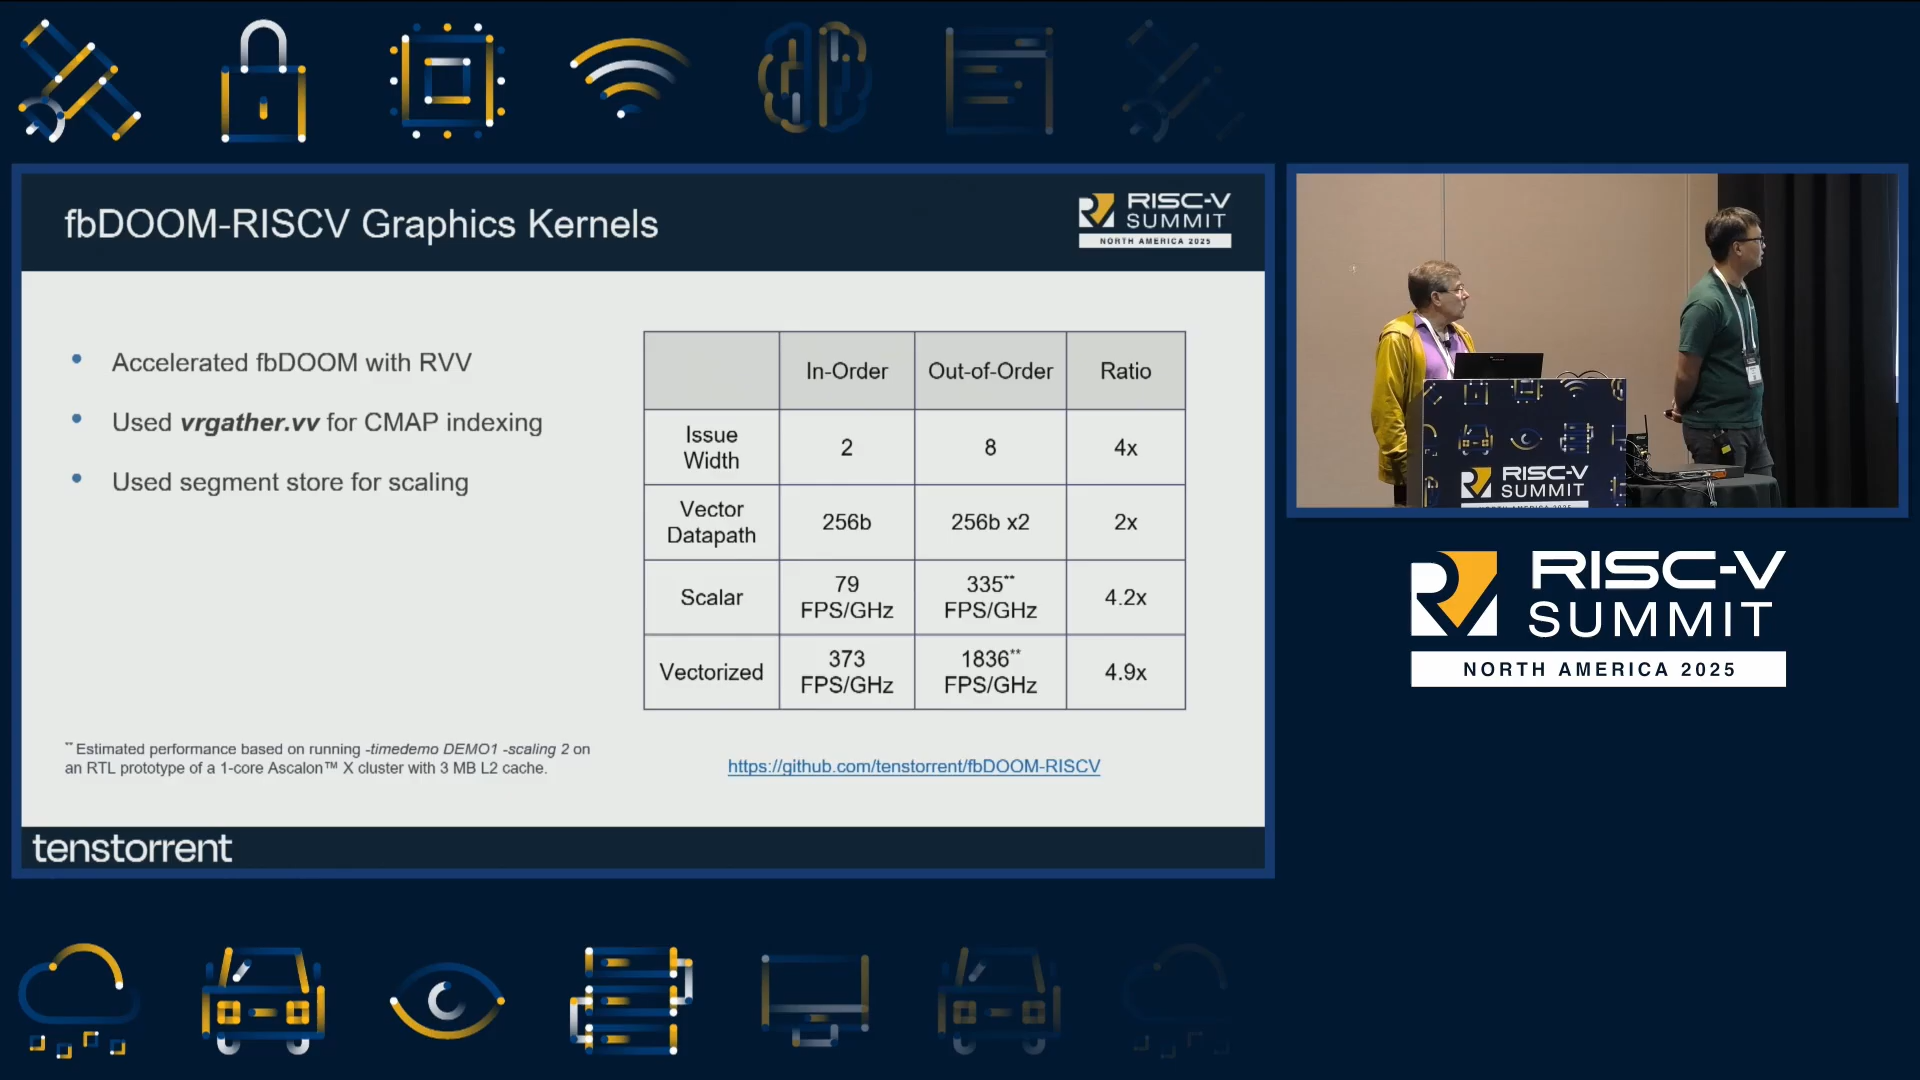 fbDOOM-RISCV Graphics Kernels
RISC-V
SUMMIT
NORTH AMERICA 2025
• Accelerated fbDOOM with RVV
• Used vrgather.vv for CMAP indexing
• Used segment store for scaling
In-Order Out-of-Order Ratio
Issue
Width
2 8 4x
Vector
Datapath
256b 256b x2 2x
Scalar
79
FPS/GHz
335**
FPS/GHz
4.2x
Vectorized
373
FPS/GHz
1836**
FPS/GHz
4.9x
** Estimated performance based on running -timedemo DEMO1 -scaling 2 on
an RTL prototype of a 1-core Ascalon™ X cluster with 3 MB L2 cache.
https://github.com/tenstorrent/fbDOOM-RISCV
tenstorrent
RISC-V
SUMMIT
RISC-V
SUMMIT
NORTH AMERICA 2025